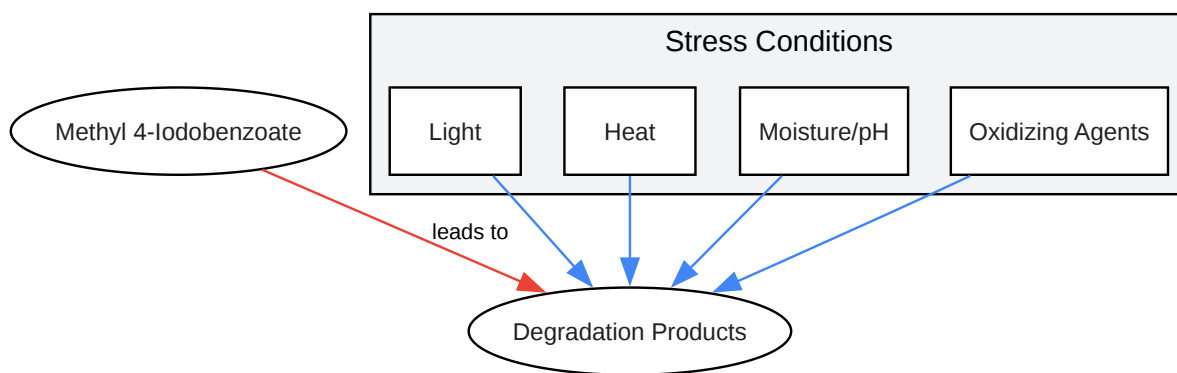 Stress Conditions
Methyl 4-Iodobenzoate
Light
Heat
Moisture/pH
Oxidizing Agents
leads to
Degradation Products